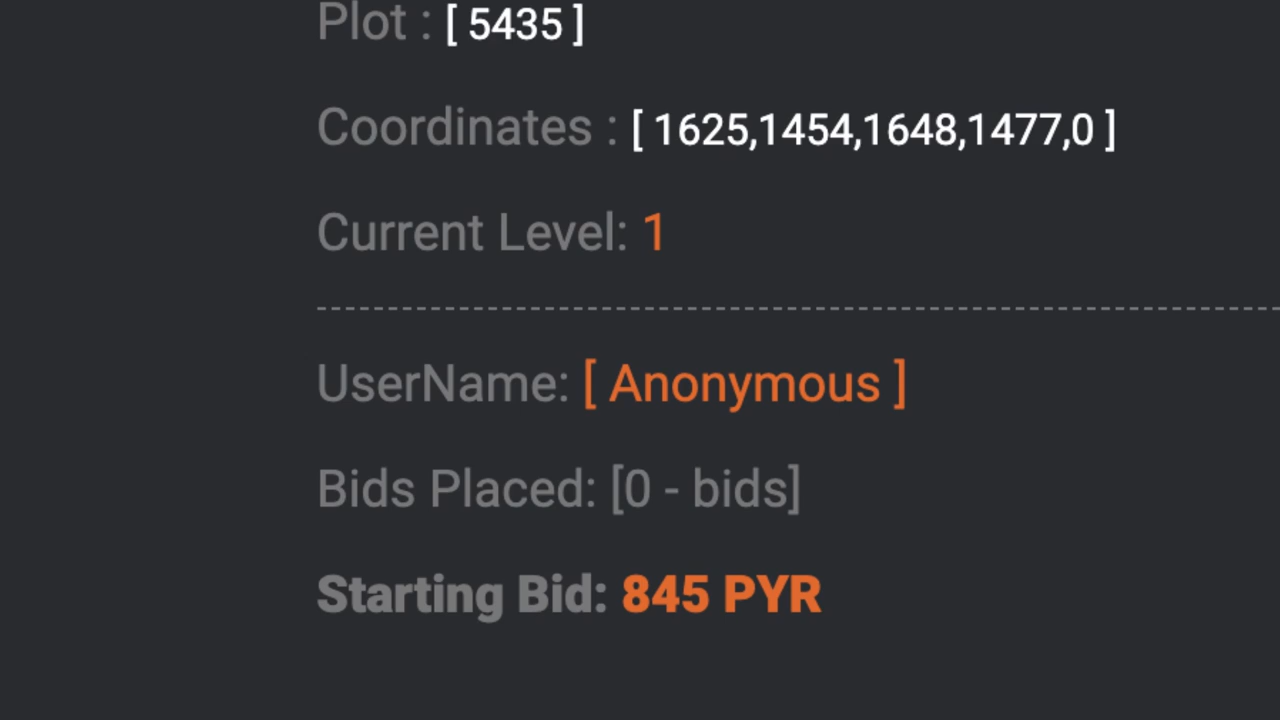 Plot : [ 5435 ]
Coordinates : [ 1625,1454,1648,1477,0 ]
Current Level: 1
UserName: [ Anonymous ]
Bids Placed: [0 - bids]
Starting Bid: 845 PYR